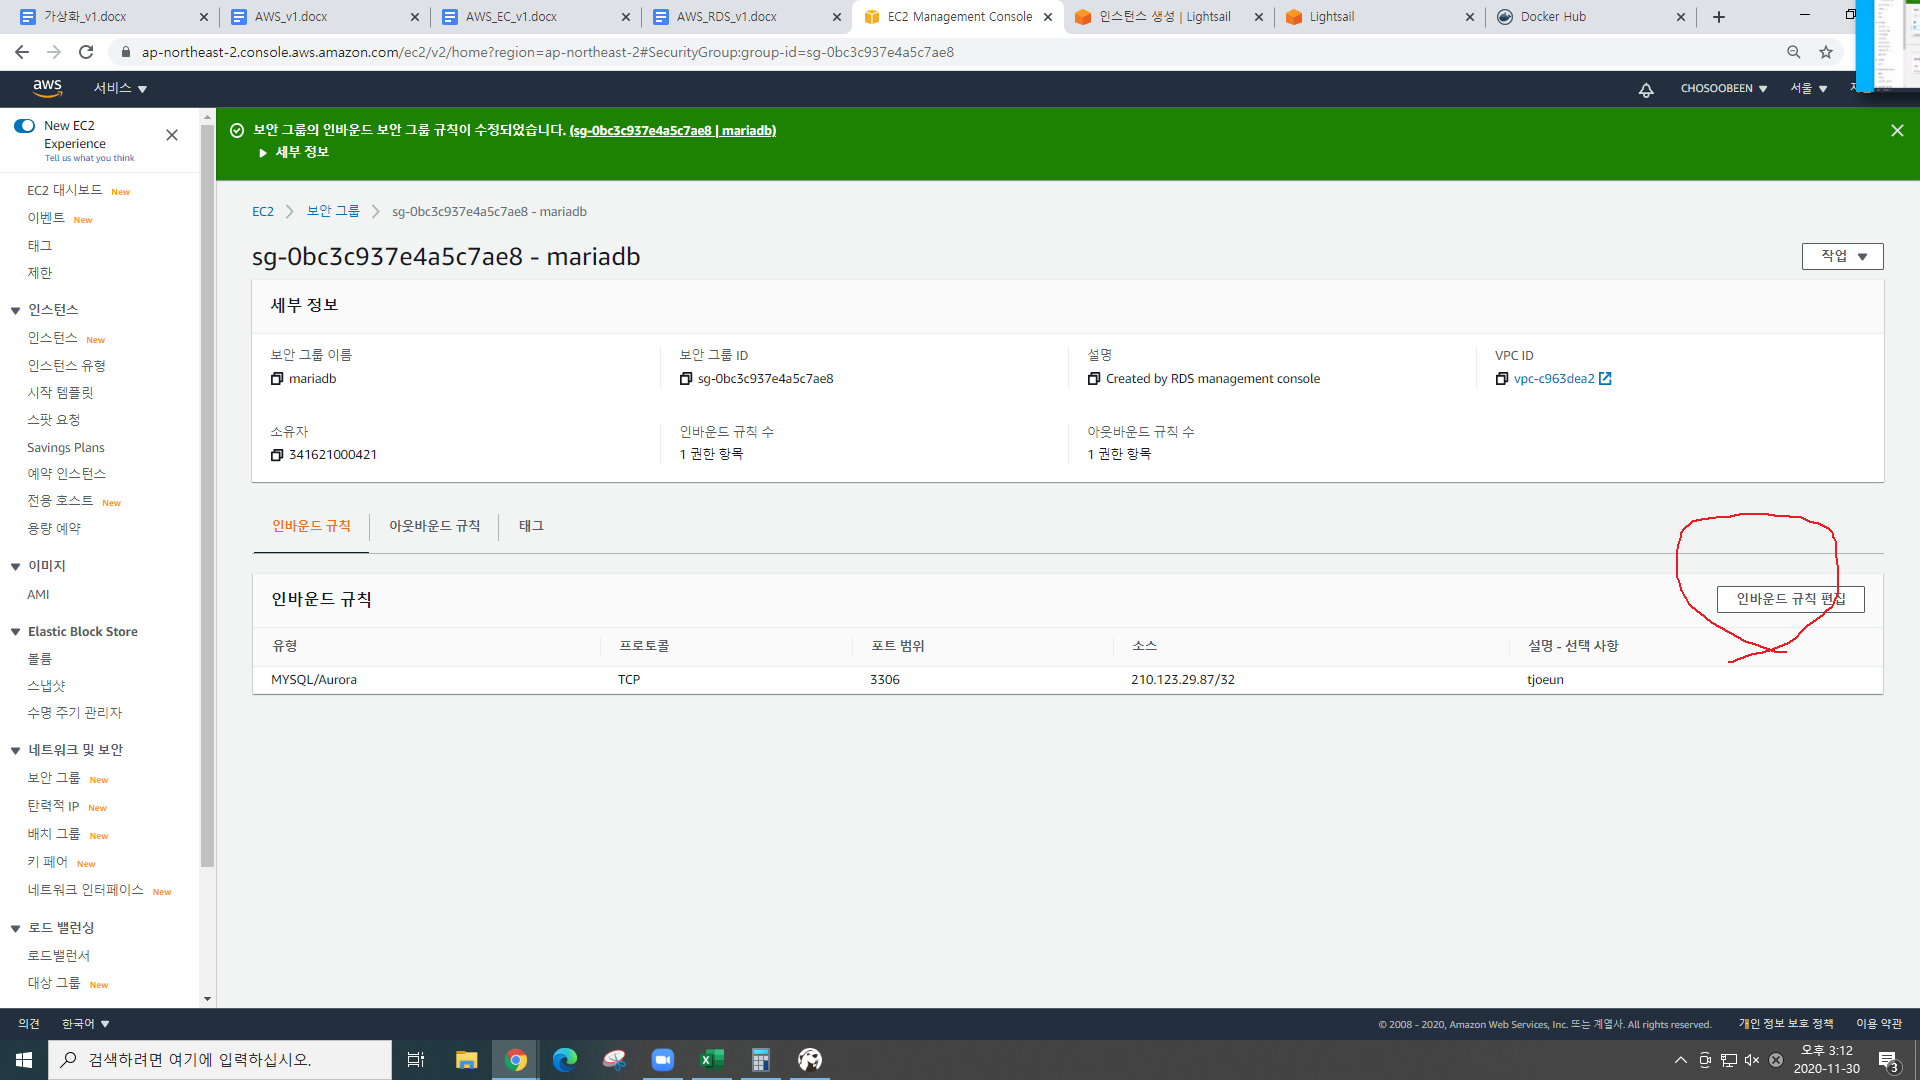 가상화_v1.docx
AWS_v1.docx
AWS_EC_v1.docx
AWS_RDS_v1.docx
EC2 Management Console
인스턴스 생성 | Lightsail
Lightsail
Docker Hub
ap-northeast-2.console.aws.amazon.com/ec2/v2/home?region=ap-northeast-2#SecurityGroup:group-id=sg-0bc3c937e4a5c7ae8
aws
서비스
CHOSOOBEEN
서울
New EC2
Experience
Tell us what you think
EC2 대시보드 New
이벤트 New
태그
제한
인스턴스
인스턴스 New
인스턴스 유형
시작 템플릿
스팟 요청
Savings Plans
예약 인스턴스
전용 호스트 New
용량 예약
이미지
AMI
Elastic Block Store
볼륨
스냅샷
수명 주기 관리자
네트워크 및 보안
보안 그룹 New
탄력적 IP New
배치 그룹 New
키 페어 New
네트워크 인터페이스 New
로드 밸런싱
로드밸런서
대상 그룹 New
보안 그룹의 인바운드 보안 그룹 규칙이 수정되었습니다. (sg-0bc3c937e4a5c7ae8 | mariadb)
세부 정보
EC2 보안 그룹 sg-0bc3c937e4a5c7ae8 - mariadb
sg-0bc3c937e4a5c7ae8 - mariadb
작업
세부 정보
보안 그룹 이름
mariadb
보안 그룹 ID
sg-0bc3c937e4a5c7ae8
설명
Created by RDS management console
VPC ID
vpc-c963dea2
소유자
341621000421
인바운드 규칙 수
1 권한 항목
아웃바운드 규칙 수
1 권한 항목
인바운드 규칙
아웃바운드 규칙
태그
인바운드 규칙
인바운드 규칙 편집
유형 프로토콜 포트 범위 소스 설명 - 선택 사항
MYSQL/Aurora TCP 3306 210.123.29.87/32 tjoeun
의견
한국어
© 2008 - 2020, Amazon Web Services, Inc. 또는 계열사. All rights reserved.
개인 정보 보호 정책
이용 약관
검색하려면 여기에 입력하십시오.
오후 3:12
2020-11-30
3